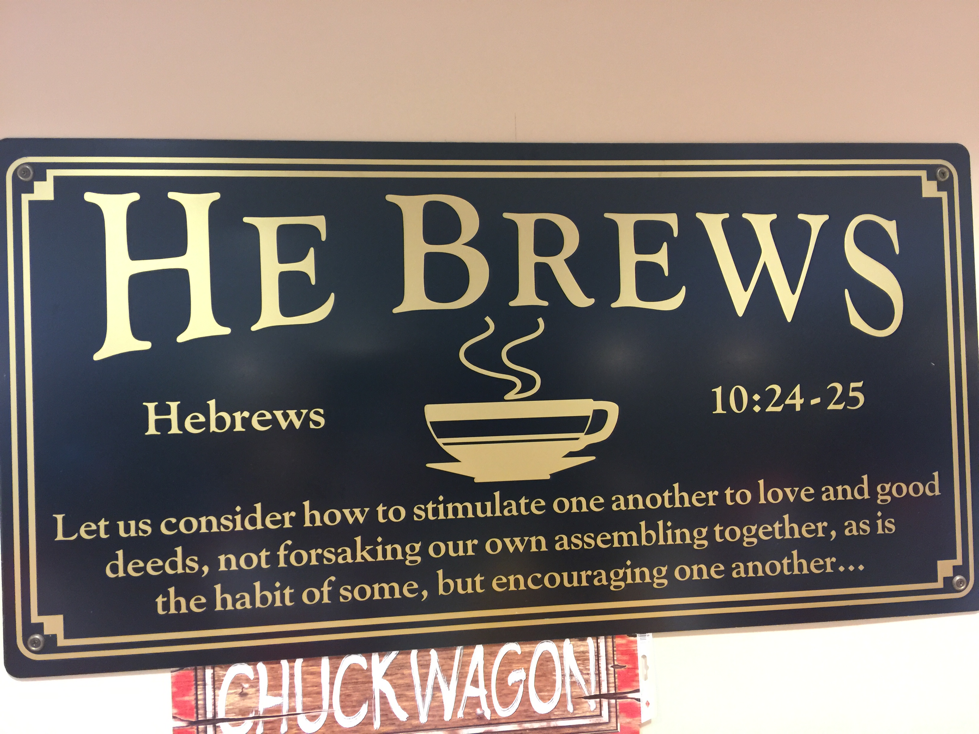 HE BREWS
Hebrews 10:24-25
Let us consider how to stimulate one another to love and good
deeds, not forsaking our own assembling together, as is
the habit of some, but encouraging one another...
CHUCKWAGON